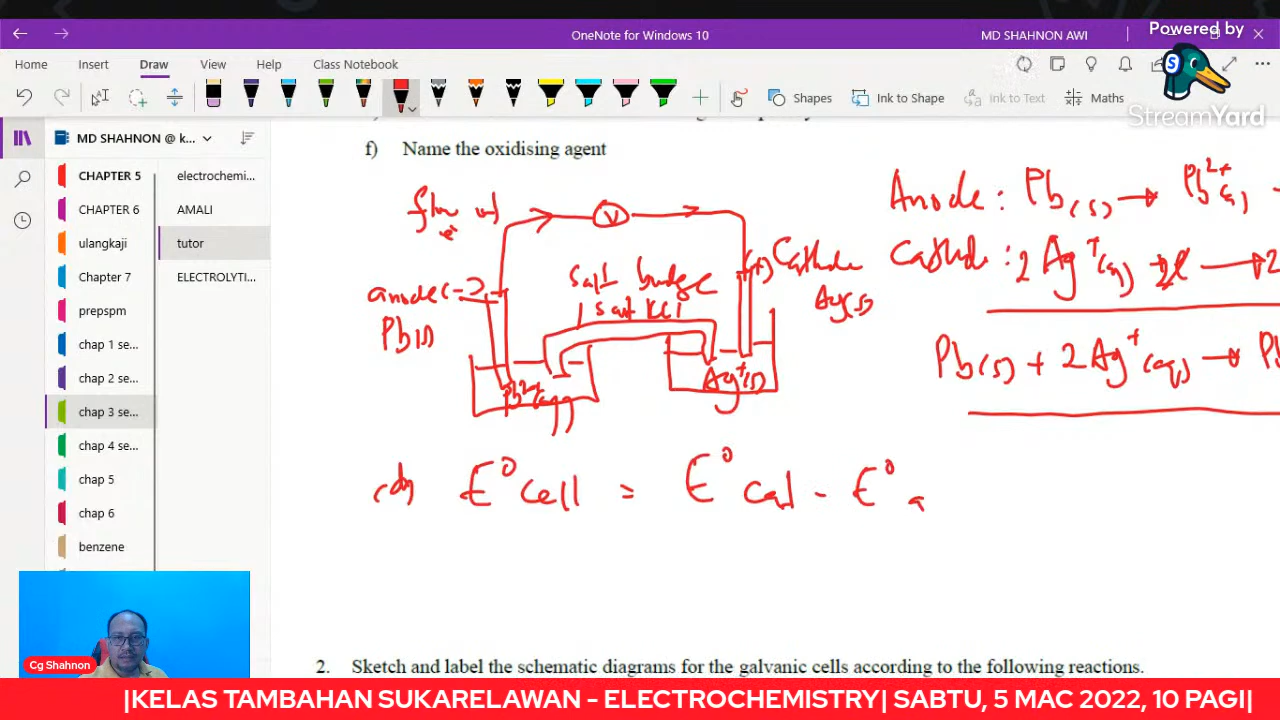 OneNote for Windows 10
MD SHAHNON AWI
Powered by
StreamYard
Home Insert Draw View Help Class Notebook
Shapes Ink to Shape Ink to Text Maths
MD SHAHNON @ k...
CHAPTER 5
CHAPTER 6
ulangkaji
Chapter 7
prepspm
chap 1 se...
chap 2 se...
chap 3 se...
chap 4 se...
chap 5
chap 6
benzene
electrochemi...
AMALI
tutor
ELECTROLYTI...
f) Name the oxidising agent
flow of
e-
V
anode (-)
Pb(s)
salt bridge
sat KCl
(+) Cathode
Ag(s)
Pb2+(aq)
Ag+(s)
Anode : Pb(s) → Pb2+(aq)
Cathode : 2 Ag+(aq) 2e → 2
Pb(s) + 2Ag+(aq) → Pb
(d) E° cell = E° cat - E° a
2. Sketch and label the schematic diagrams for the galvanic cells according to the following reactions.
Cg Shahnon
|KELAS TAMBAHAN SUKARELAWAN - ELECTROCHEMISTRY| SABTU, 5 MAC 2022, 10 PAGI|